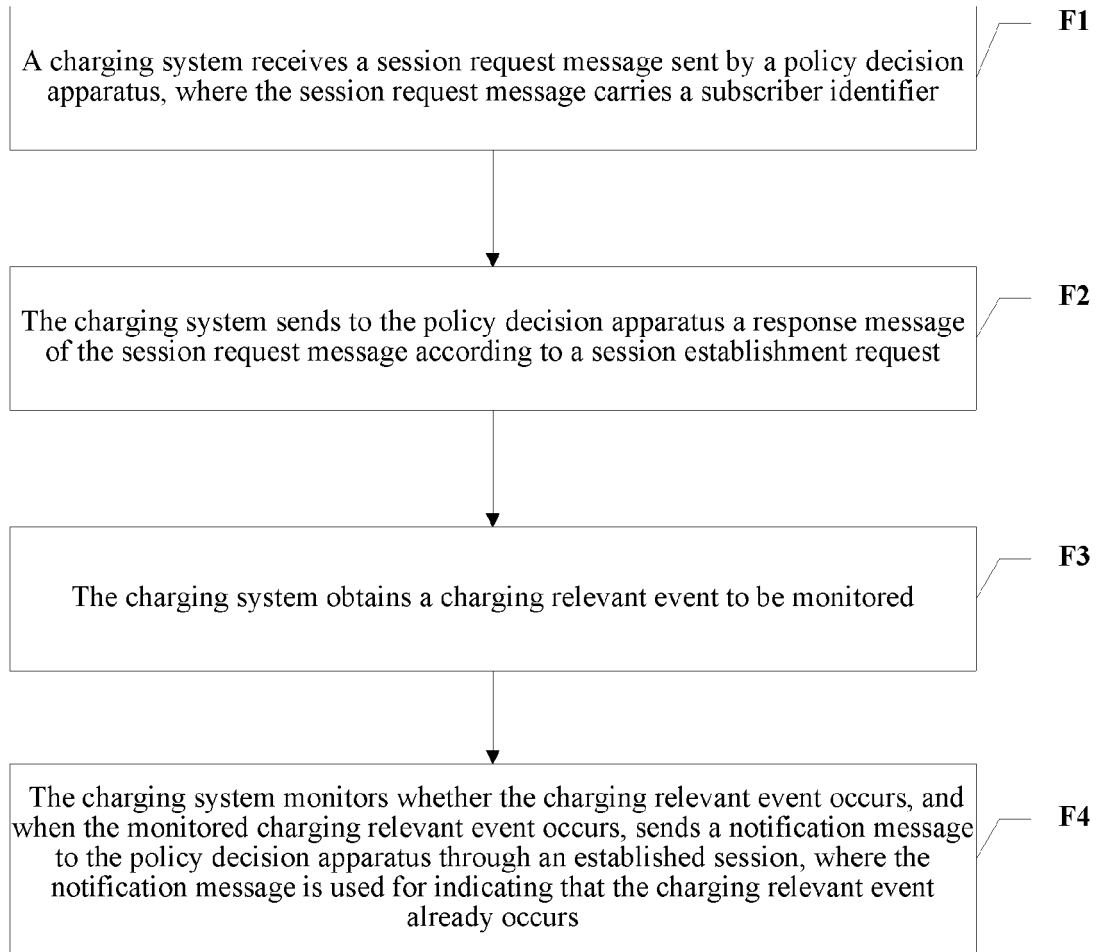 F1
A charging system receives a session request message sent by a policy decision
apparatus, where the session request message carries a subscriber identifier
F2
The charging system sends to the policy decision apparatus a response message
of the session request message according to a session establishment request
F3
The charging system obtains a charging relevant event to be monitored
F4
The charging system monitors whether the charging relevant event occurs, and
when the monitored charging relevant event occurs, sends a notification message
to the policy decision apparatus through an established session, where the
notification message is used for indicating that the charging relevant event
already occurs